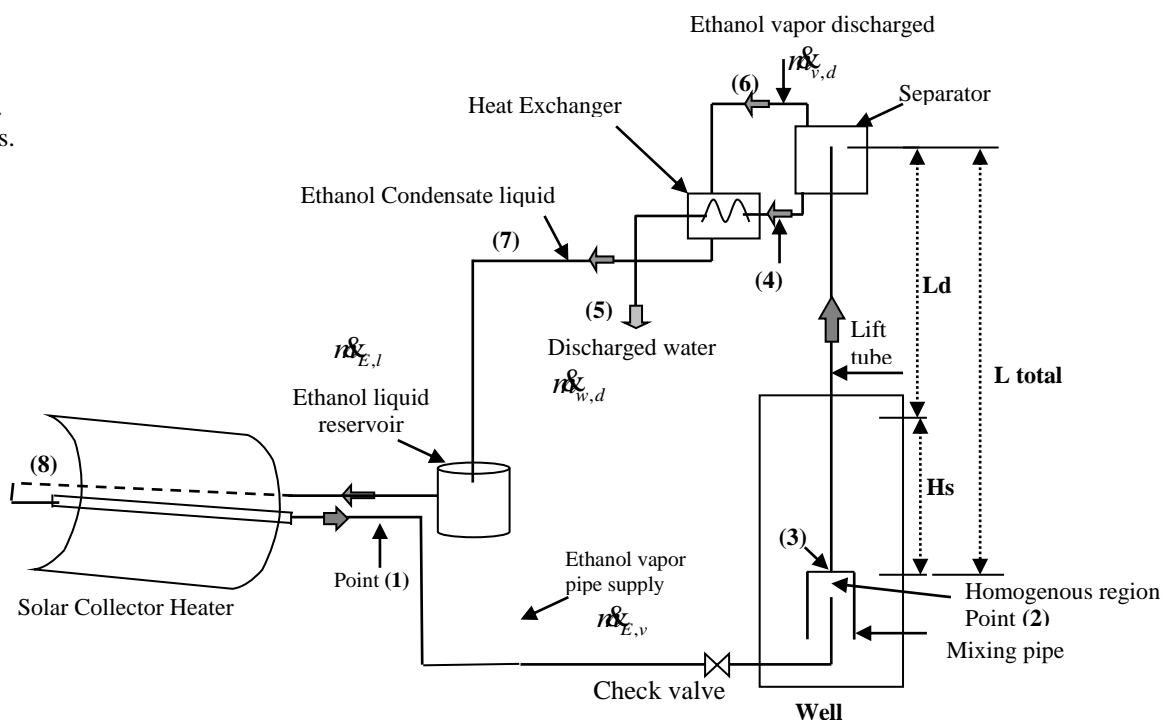 Ethanol vapor discharged
m&v,d
(6)
Separator
Heat Exchanger
s.
Ethanol Condensate liquid
(7)
(4)
Ld
(5)
Discharged water
m&w,d
Lift
tube
L total
m&E,l
Ethanol liquid
reservoir
(8)
Hs
(3)
Point (1)
Ethanol vapor
pipe supply
m&E,v
Solar Collector Heater
Homogenous region
Point (2)
Mixing pipe
Check valve
Well